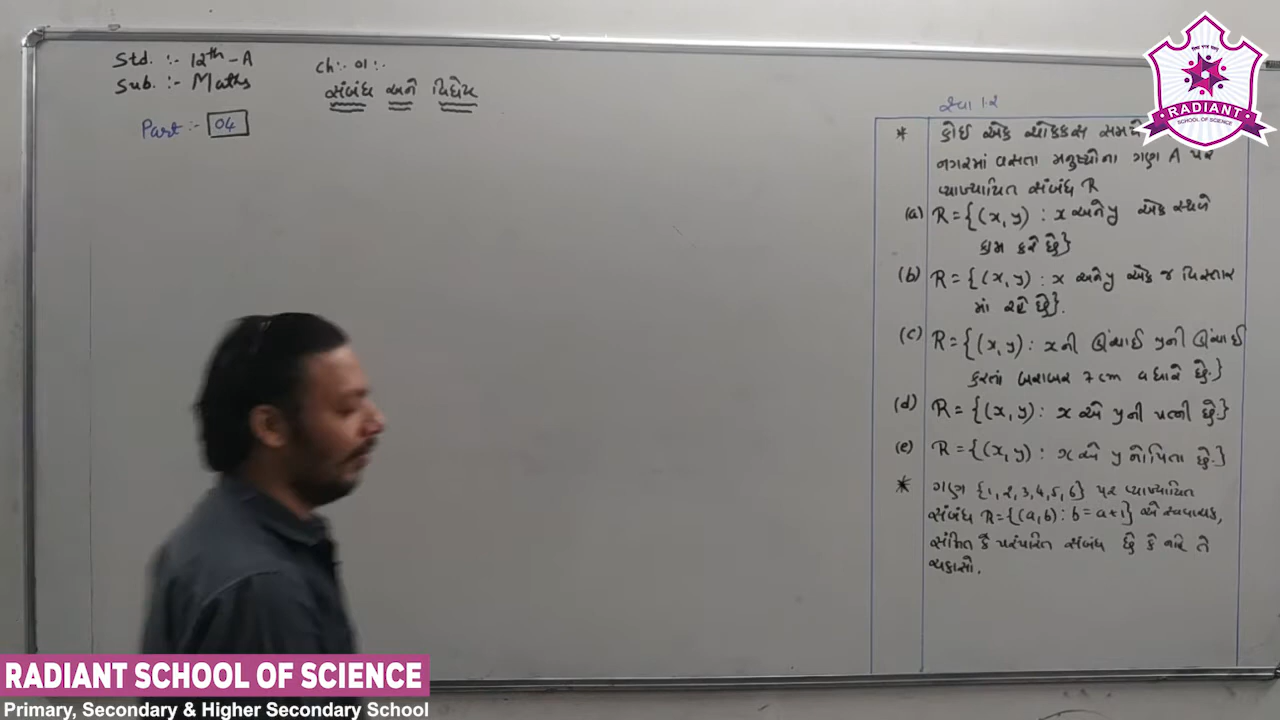 Std. :- 12th - A
Sub. :- Maths
Part :- 04
Ch :- 01 :-
સંબંધ અને વિધેય
સ્વા 1.2
* કોઈ એક ચોક્કસ
નગરમાં વસતા મનુષ્યોના ગણ A પર
વ્યાખ્યાયિત સંબંધ R
(a) R = {(x, y) : x અને y એક સ્થળે
કામ કરે છે}
(b) R = {(x, y) : x અને y એક જ વિસ્તાર
માં રહે છે}.
(c) R = {(x, y) : x ની ઊંચાઈ y ની ઊંચાઈ
કરતાં બરાબર 7 cm વધારે છે.}
(d) R = {(x, y) : x એ y ની પત્ની છે.}
(e) R = {(x, y) : x એ y નો પિતા છે.}
* ગણ {1, 2, 3, 4, 5, 6} પર વ્યાખ્યાયિત
સંબંધ R = {(a, b) : b = a + 1} એ સ્વવાચક,
સંમિત કે પરંપરિત સંબંધ છે કે નહિ તે
ચકાસો.
RADIANT
SCHOOL OF SCIENCE
RADIANT SCHOOL OF SCIENCE
Primary, Secondary & Higher Secondary School